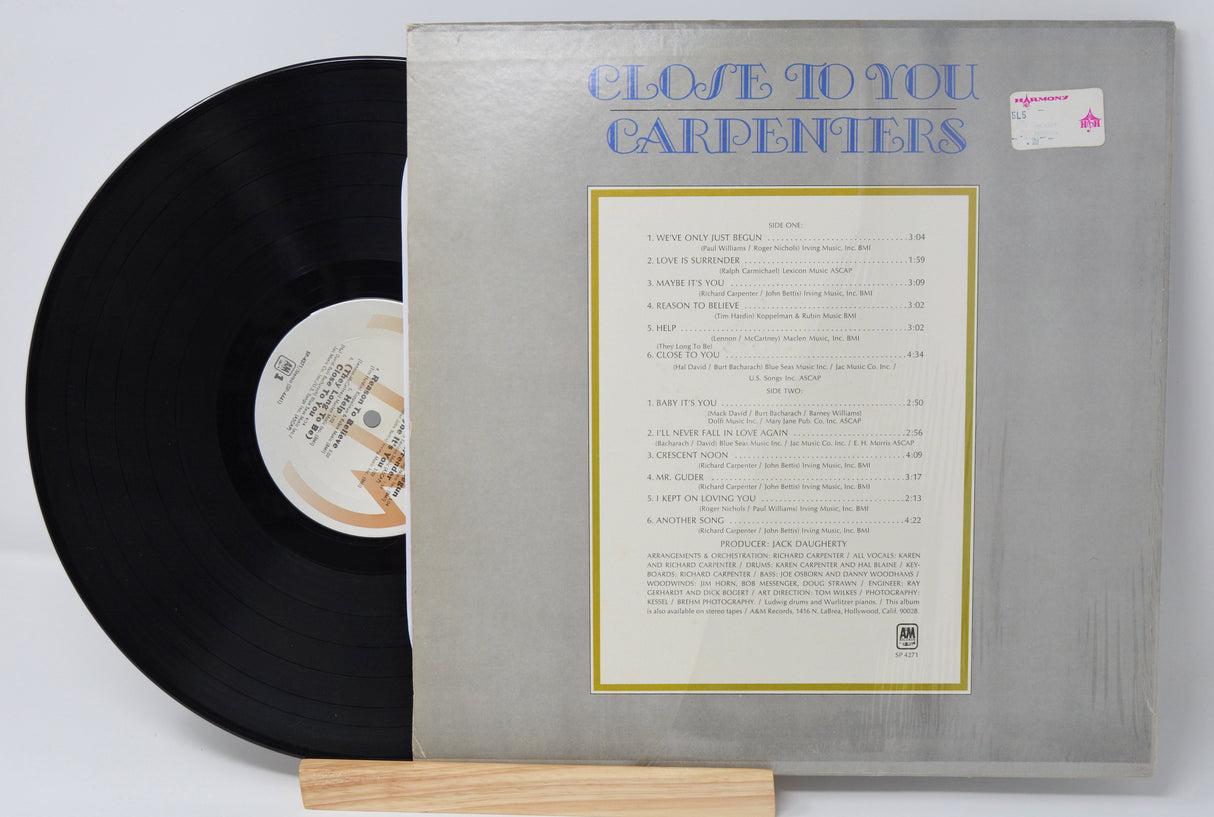 CLOSE TO YOU
CARPENTERS
HARMONY
SL5
H H
SIDE ONE:
1. WE'VE ONLY JUST BEGUN ..............................3:04
(Paul Williams / Roger Nichols) Irving Music, Inc. BMI
2. LOVE IS SURRENDER ....................................1:59
(Ralph Carmichael) Lexicon Music ASCAP
3. MAYBE IT'S YOU .......................................3:09
(Richard Carpenter / John Bettis) Irving Music, Inc. BMI
4. REASON TO BELIEVE ...................................3:02
(Tim Hardin) Koppelman & Rubin Music BMI
5. HELP .................................................3:02
(Lennon / McCartney) Maclen Music, Inc. BMI
(They Long To Be)
6. CLOSE TO YOU ........................................4:34
(Hal David / Burt Bacharach) Blue Seas Music Inc. / Jac Music Co. Inc. /
U.S. Songs Inc. ASCAP
SIDE TWO:
1. BABY IT'S YOU ........................................2:50
(Mack David / Burt Bacharach / Barney Williams)
Dolfi Music Inc. / Mary Jane Pub. Co. Inc. ASCAP
2. I'LL NEVER FALL IN LOVE AGAIN .........................2:56
(Bacharach / David) Blue Seas Music Inc. / Jac Music Co. Inc. / E. H. Morris ASCAP
3. CRESCENT NOON ......................................4:09
(Richard Carpenter / John Bettis) Irving Music, Inc. BMI
4. MR. GUDER ...........................................3:17
(Richard Carpenter / John Bettis) Irving Music, Inc. BMI
5. I KEPT ON LOVING YOU ...............................2:13
(Roger Nichols / Paul Williams) Irving Music, Inc. BMI
6. ANOTHER SONG ......................................4:22
(Richard Carpenter / John Bettis) Irving Music, Inc. BMI
PRODUCER: JACK DAUGHERTY
ARRANGEMENTS & ORCHESTRATION: RICHARD CARPENTER / ALL VOCALS: KAREN
AND RICHARD CARPENTER / DRUMS: KAREN CARPENTER AND HAL BLAINE / KEY-
BOARDS: RICHARD CARPENTER / BASS: JOE OSBORN AND DANNY WOODHAMS /
WOODWINDS: JIM HORN, BOB MESSENGER, DOUG STRAWN / ENGINEER: RAY
GERHARDT AND DICK BOGERT / ART DIRECTION: TOM WILKES / PHOTOGRAPHY:
KESSEL / BREHM PHOTOGRAPHY. / Ludwig drums and Wurlitzer pianos. / This album
is also available on stereo tapes / A&M Records, 1416 N. LaBrea, Hollywood, Calif. 90028.
AM
SP 4271
AM
1
Reason To Believe
Help
(They Long To Be)
Close To You